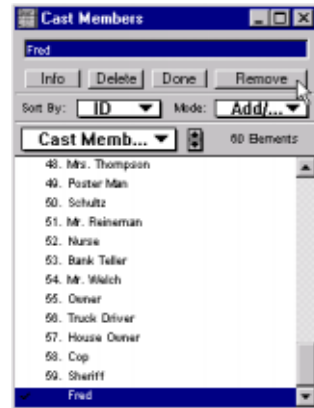 Cast Members
Fred
Info Delete Done Remove
Sort By: ID Mode: Add/...
Cast Memb... 60 Elements
48. Mrs. Thompson
49. Poster Man
50. Schultz
51. Mr. Reineman
52. Nurse
53. Bank Teller
54. Mr. Welch
55. Owner
56. Truck Driver
57. House Owner
58. Cop
59. Sheriff
Fred